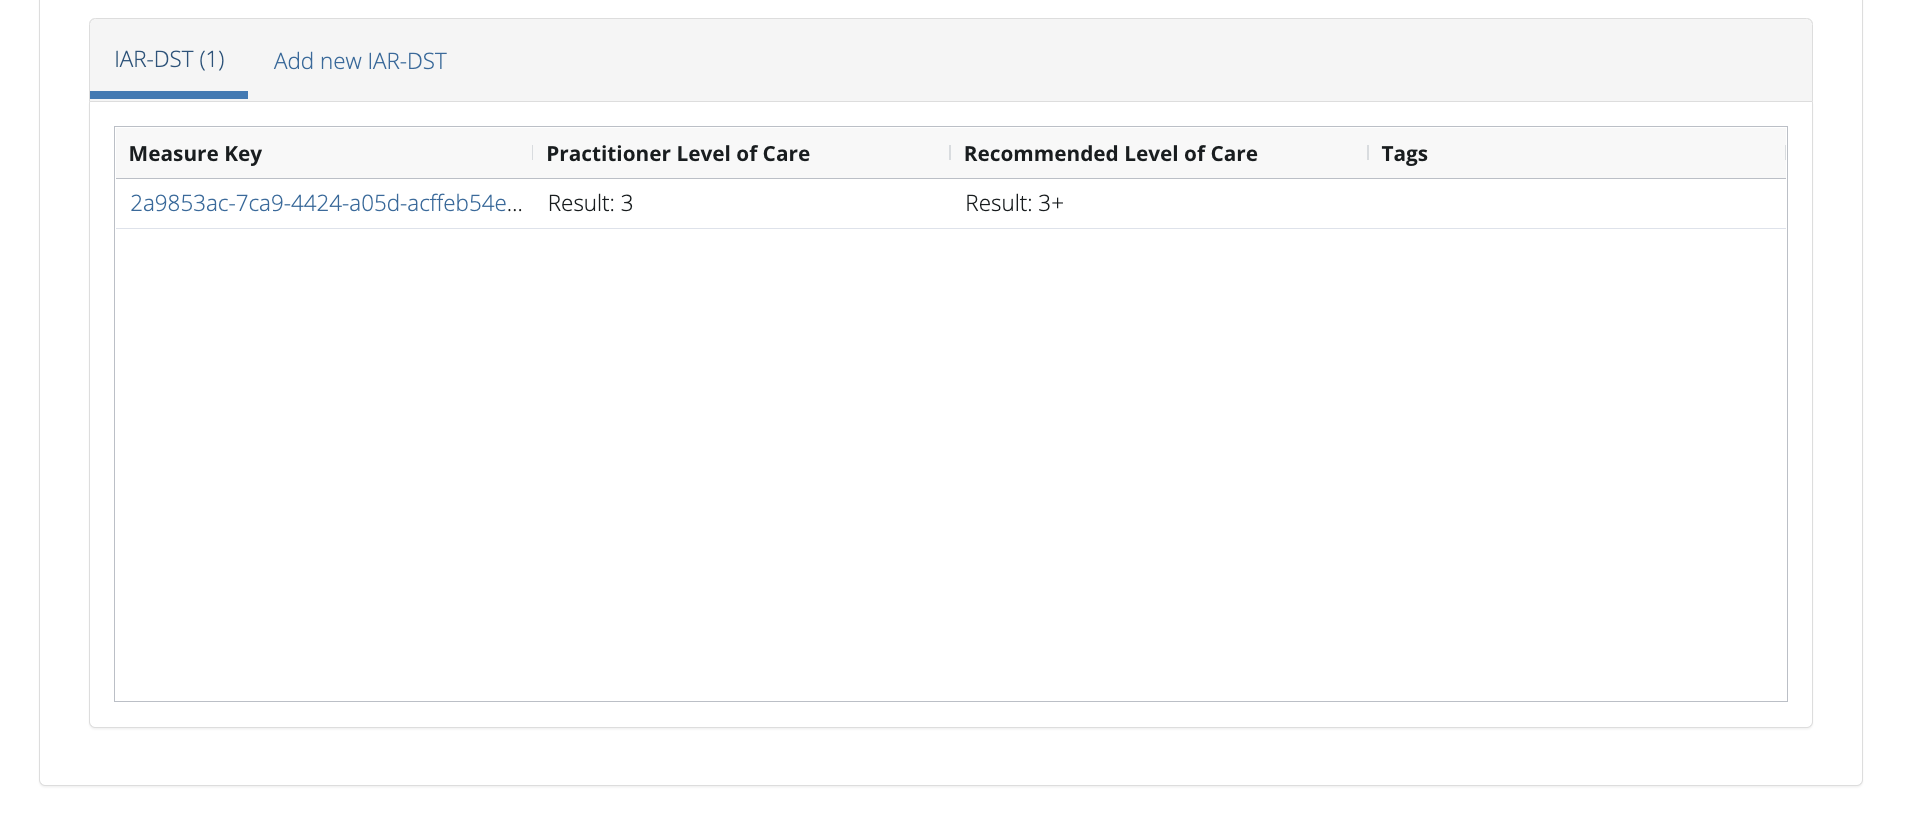 IAR-DST (1) Add new IAR-DST
Measure Key Practitioner Level of Care Recommended Level of Care Tags
2a9853ac-7ca9-4424-a05d-acffeb54e... Result: 3 Result: 3+